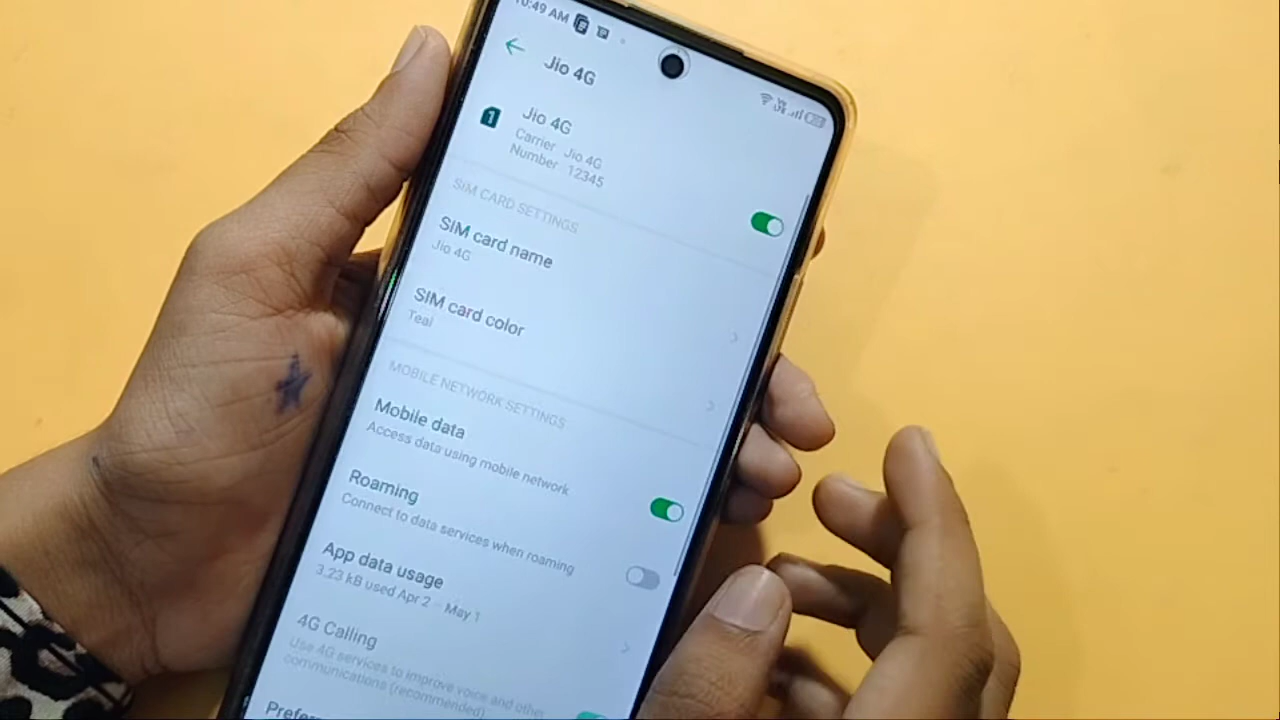 10:49 AM
Jio 4G
1
Jio 4G
Carrier Jio 4G
Number 12345
SIM CARD SETTINGS
SIM card name
Jio 4G
SIM card color
Teal
MOBILE NETWORK SETTINGS
Mobile data
Access data using mobile network
Roaming
Connect to data services when roaming
App data usage
3.23 kB used Apr 2 – May 1
4G Calling
Use 4G services to improve voice and other
communications (recommended)